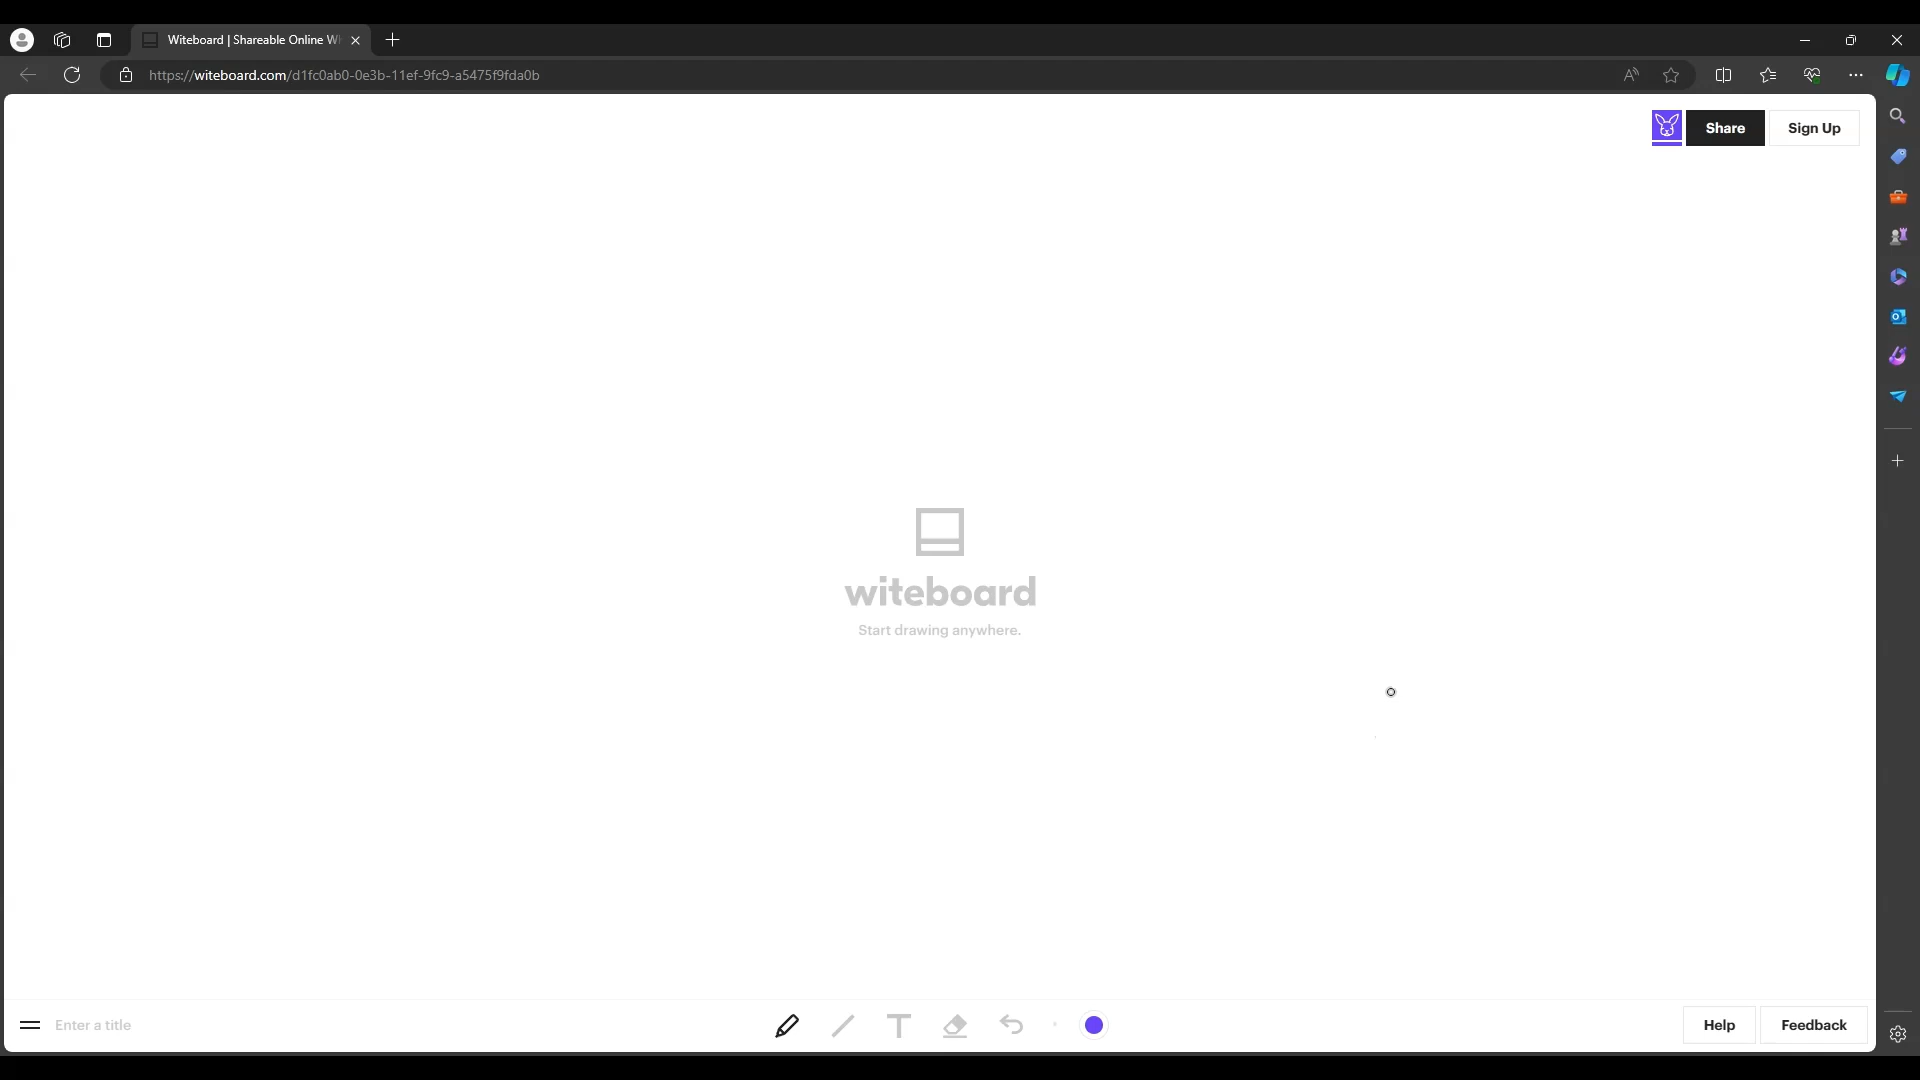 Witeboard | Shareable Online W
https://witeboard.com/d1fc0ab0-0e3b-11ef-9fc9-a5475f9fda0b
Share
Sign Up
witeboard
Start drawing anywhere.
Enter a title
Help
Feedback